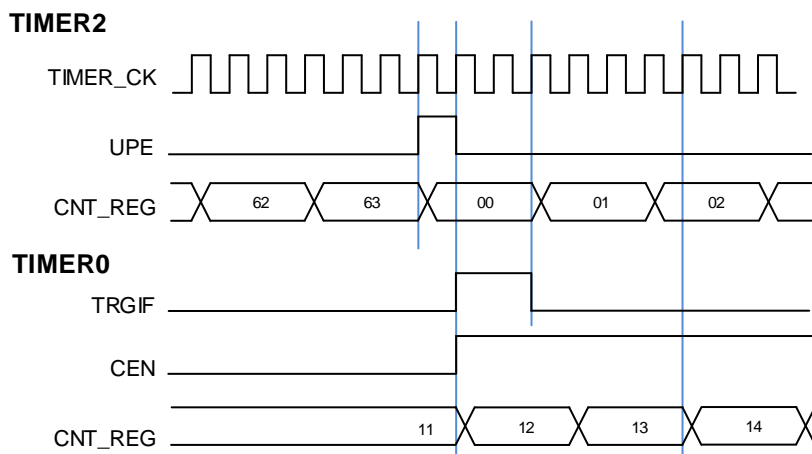 TIMER2
TIMER_CK
UPE
CNT_REG 62 63 00 01 02
TIMER0
TRGIF
CEN
CNT_REG 11 12 13 14